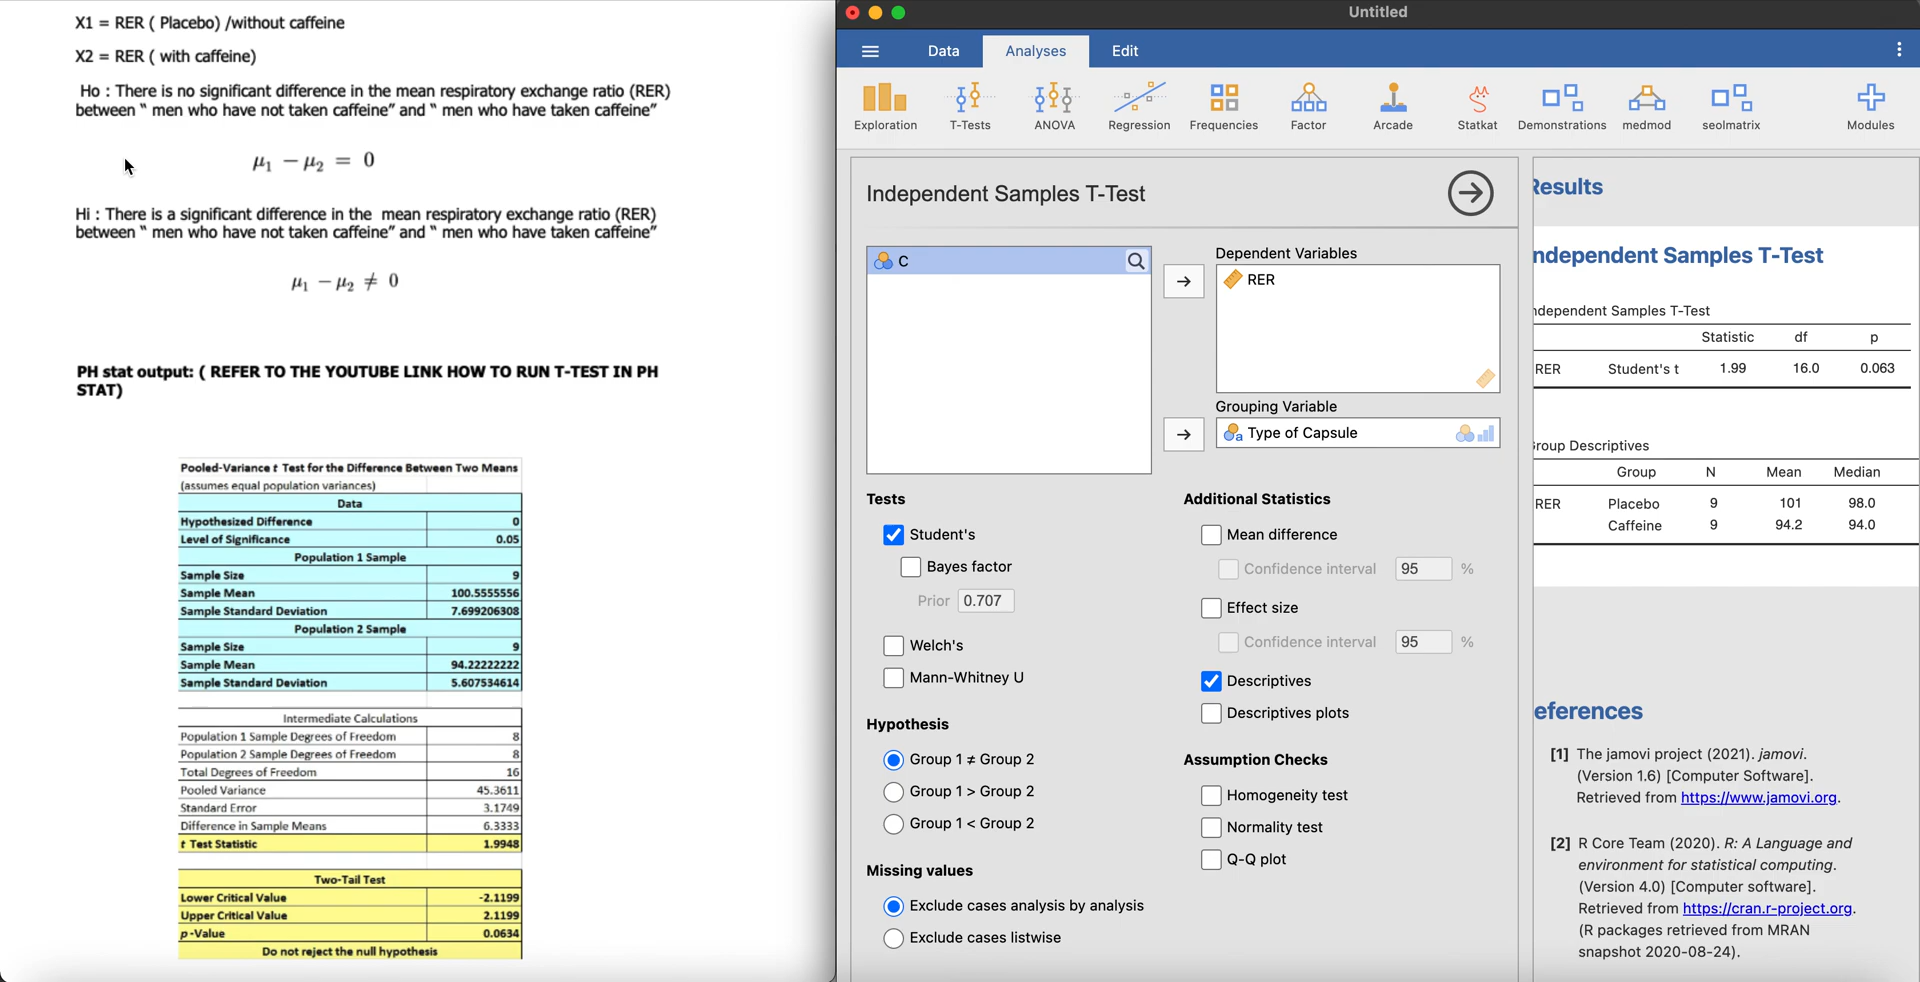 X1 = RER ( Placebo) /without caffeine
X2 = RER ( with caffeine)
Ho : There is no significant difference in the mean respiratory exchange ratio (RER)
between “ men who have not taken caffeine” and “ men who have taken caffeine”
μ1 − μ2 = 0
Hi : There is a significant difference in the mean respiratory exchange ratio (RER)
between “ men who have not taken caffeine” and “ men who have taken caffeine”
μ1 − μ2 ≠ 0
PH stat output: ( REFER TO THE YOUTUBE LINK HOW TO RUN T-TEST IN PH
STAT)
Pooled-Variance t Test for the Difference Between Two Means
(assumes equal population variances)
Data
Hypothesized Difference 0
Level of Significance 0.05
Population 1 Sample
Sample Size 9
Sample Mean 100.5555556
Sample Standard Deviation 7.699206308
Population 2 Sample
Sample Size 9
Sample Mean 94.22222222
Sample Standard Deviation 5.607534614
Intermediate Calculations
Population 1 Sample Degrees of Freedom 8
Population 2 Sample Degrees of Freedom 8
Total Degrees of Freedom 16
Pooled Variance 45.3611
Standard Error 3.1749
Difference in Sample Means 6.3333
t Test Statistic 1.9948
Two-Tail Test
Lower Critical Value -2.1199
Upper Critical Value 2.1199
p-Value 0.0634
Do not reject the null hypothesis
Untitled
Data Analyses Edit
Exploration T-Tests ANOVA Regression Frequencies Factor Arcade Statkat Demonstrations medmod seolmatrix Modules
Independent Samples T-Test
C
Dependent Variables
RER
Grouping Variable
a Type of Capsule
Tests
Student's
Bayes factor
Prior 0.707
Welch's
Mann-Whitney U
Hypothesis
Group 1 ≠ Group 2
Group 1 > Group 2
Group 1 < Group 2
Missing values
Exclude cases analysis by analysis
Exclude cases listwise
Additional Statistics
Mean difference
Confidence interval 95 %
Effect size
Confidence interval 95 %
Descriptives
Descriptives plots
Assumption Checks
Homogeneity test
Normality test
Q-Q plot
Results
ndependent Samples T-Test
ndependent Samples T-Test
Statistic df p
RER Student's t 1.99 16.0 0.063
Group Descriptives
Group N Mean Median
RER Placebo 9 101 98.0
Caffeine 9 94.2 94.0
eferences
[1] The jamovi project (2021). jamovi.
(Version 1.6) [Computer Software].
Retrieved from https://www.jamovi.org.
[2] R Core Team (2020). R: A Language and
environment for statistical computing.
(Version 4.0) [Computer software].
Retrieved from https://cran.r-project.org.
(R packages retrieved from MRAN
snapshot 2020-08-24).